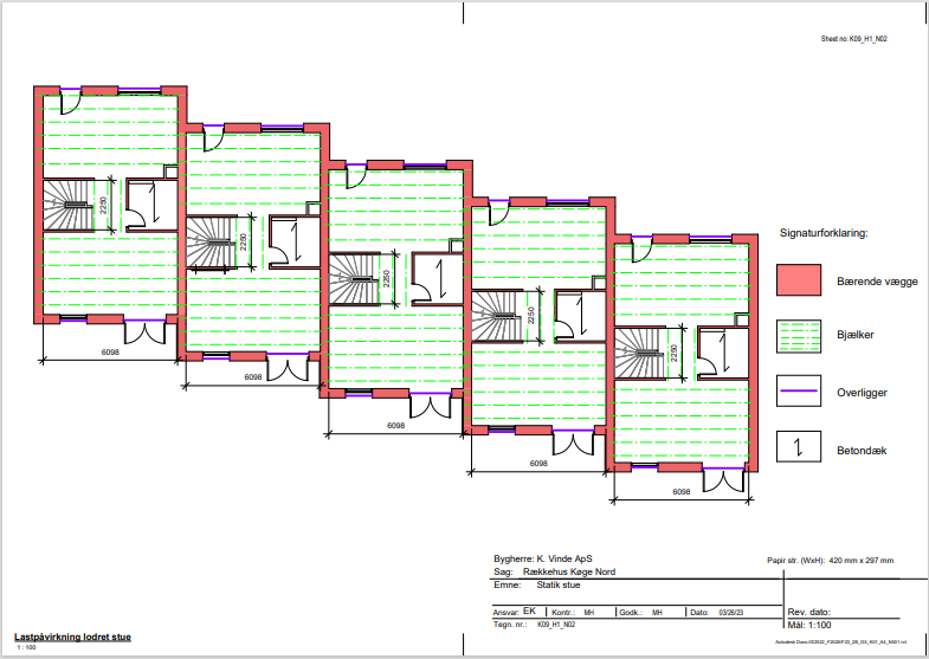 Sheet no: K09_H1_N02
Signaturforklaring:
Bærende vægge
Bjælker
Overligger
Betondæk
2250
2250
2250
2250
2250
6098
6098
6098
6098
6098
Bygherre: K. Vinde ApS
Papir str. (WxH): 420 mm x 297 mm
Sag: Rækkehus Køge Nord
Emne: Statik stue
Ansvar: EK Kontr.: MH Godk.: MH Dato: 03/26/23
Rev. dato:
Tegn. nr.: K09_H1_N02
Mål: 1:100
Lastpåvirkning lodret stue
1 : 100